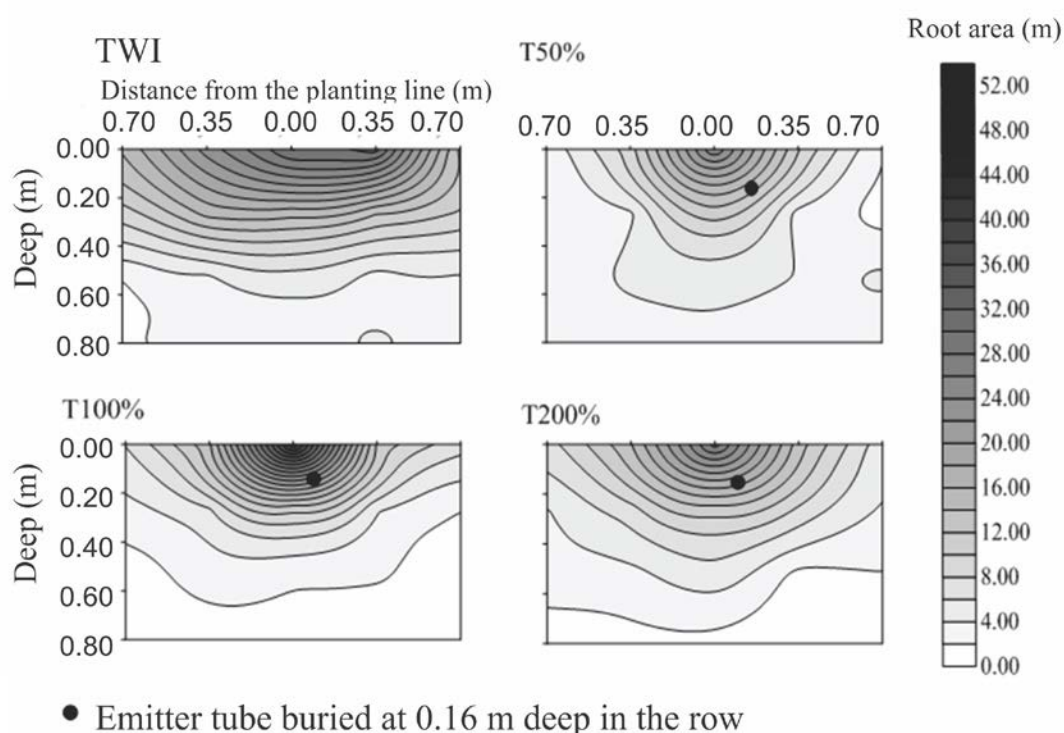 TWI
Distance from the planting line (m)
0.70 0.35 0.00 0.35 0.70
T50%
0.70 0.35 0.00 0.35 0.70
Root area (m)
52.00
48.00
44.00
40.00
36.00
32.00
28.00
24.00
20.00
16.00
12.00
8.00
4.00
0.00
Deep (m)
0.00
0.20
0.40
0.60
0.80
T100%
T200%
Deep (m)
0.00
0.20
0.40
0.60
0.80
Emitter tube buried at 0.16 m deep in the row